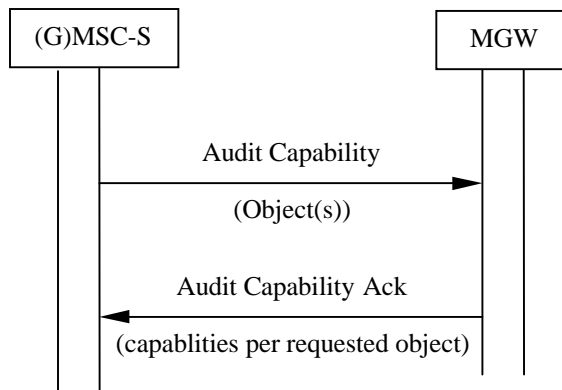 (G)MSC-S
MGW
Audit Capability
(Object(s))
Audit Capability Ack
(capablities per requested object)